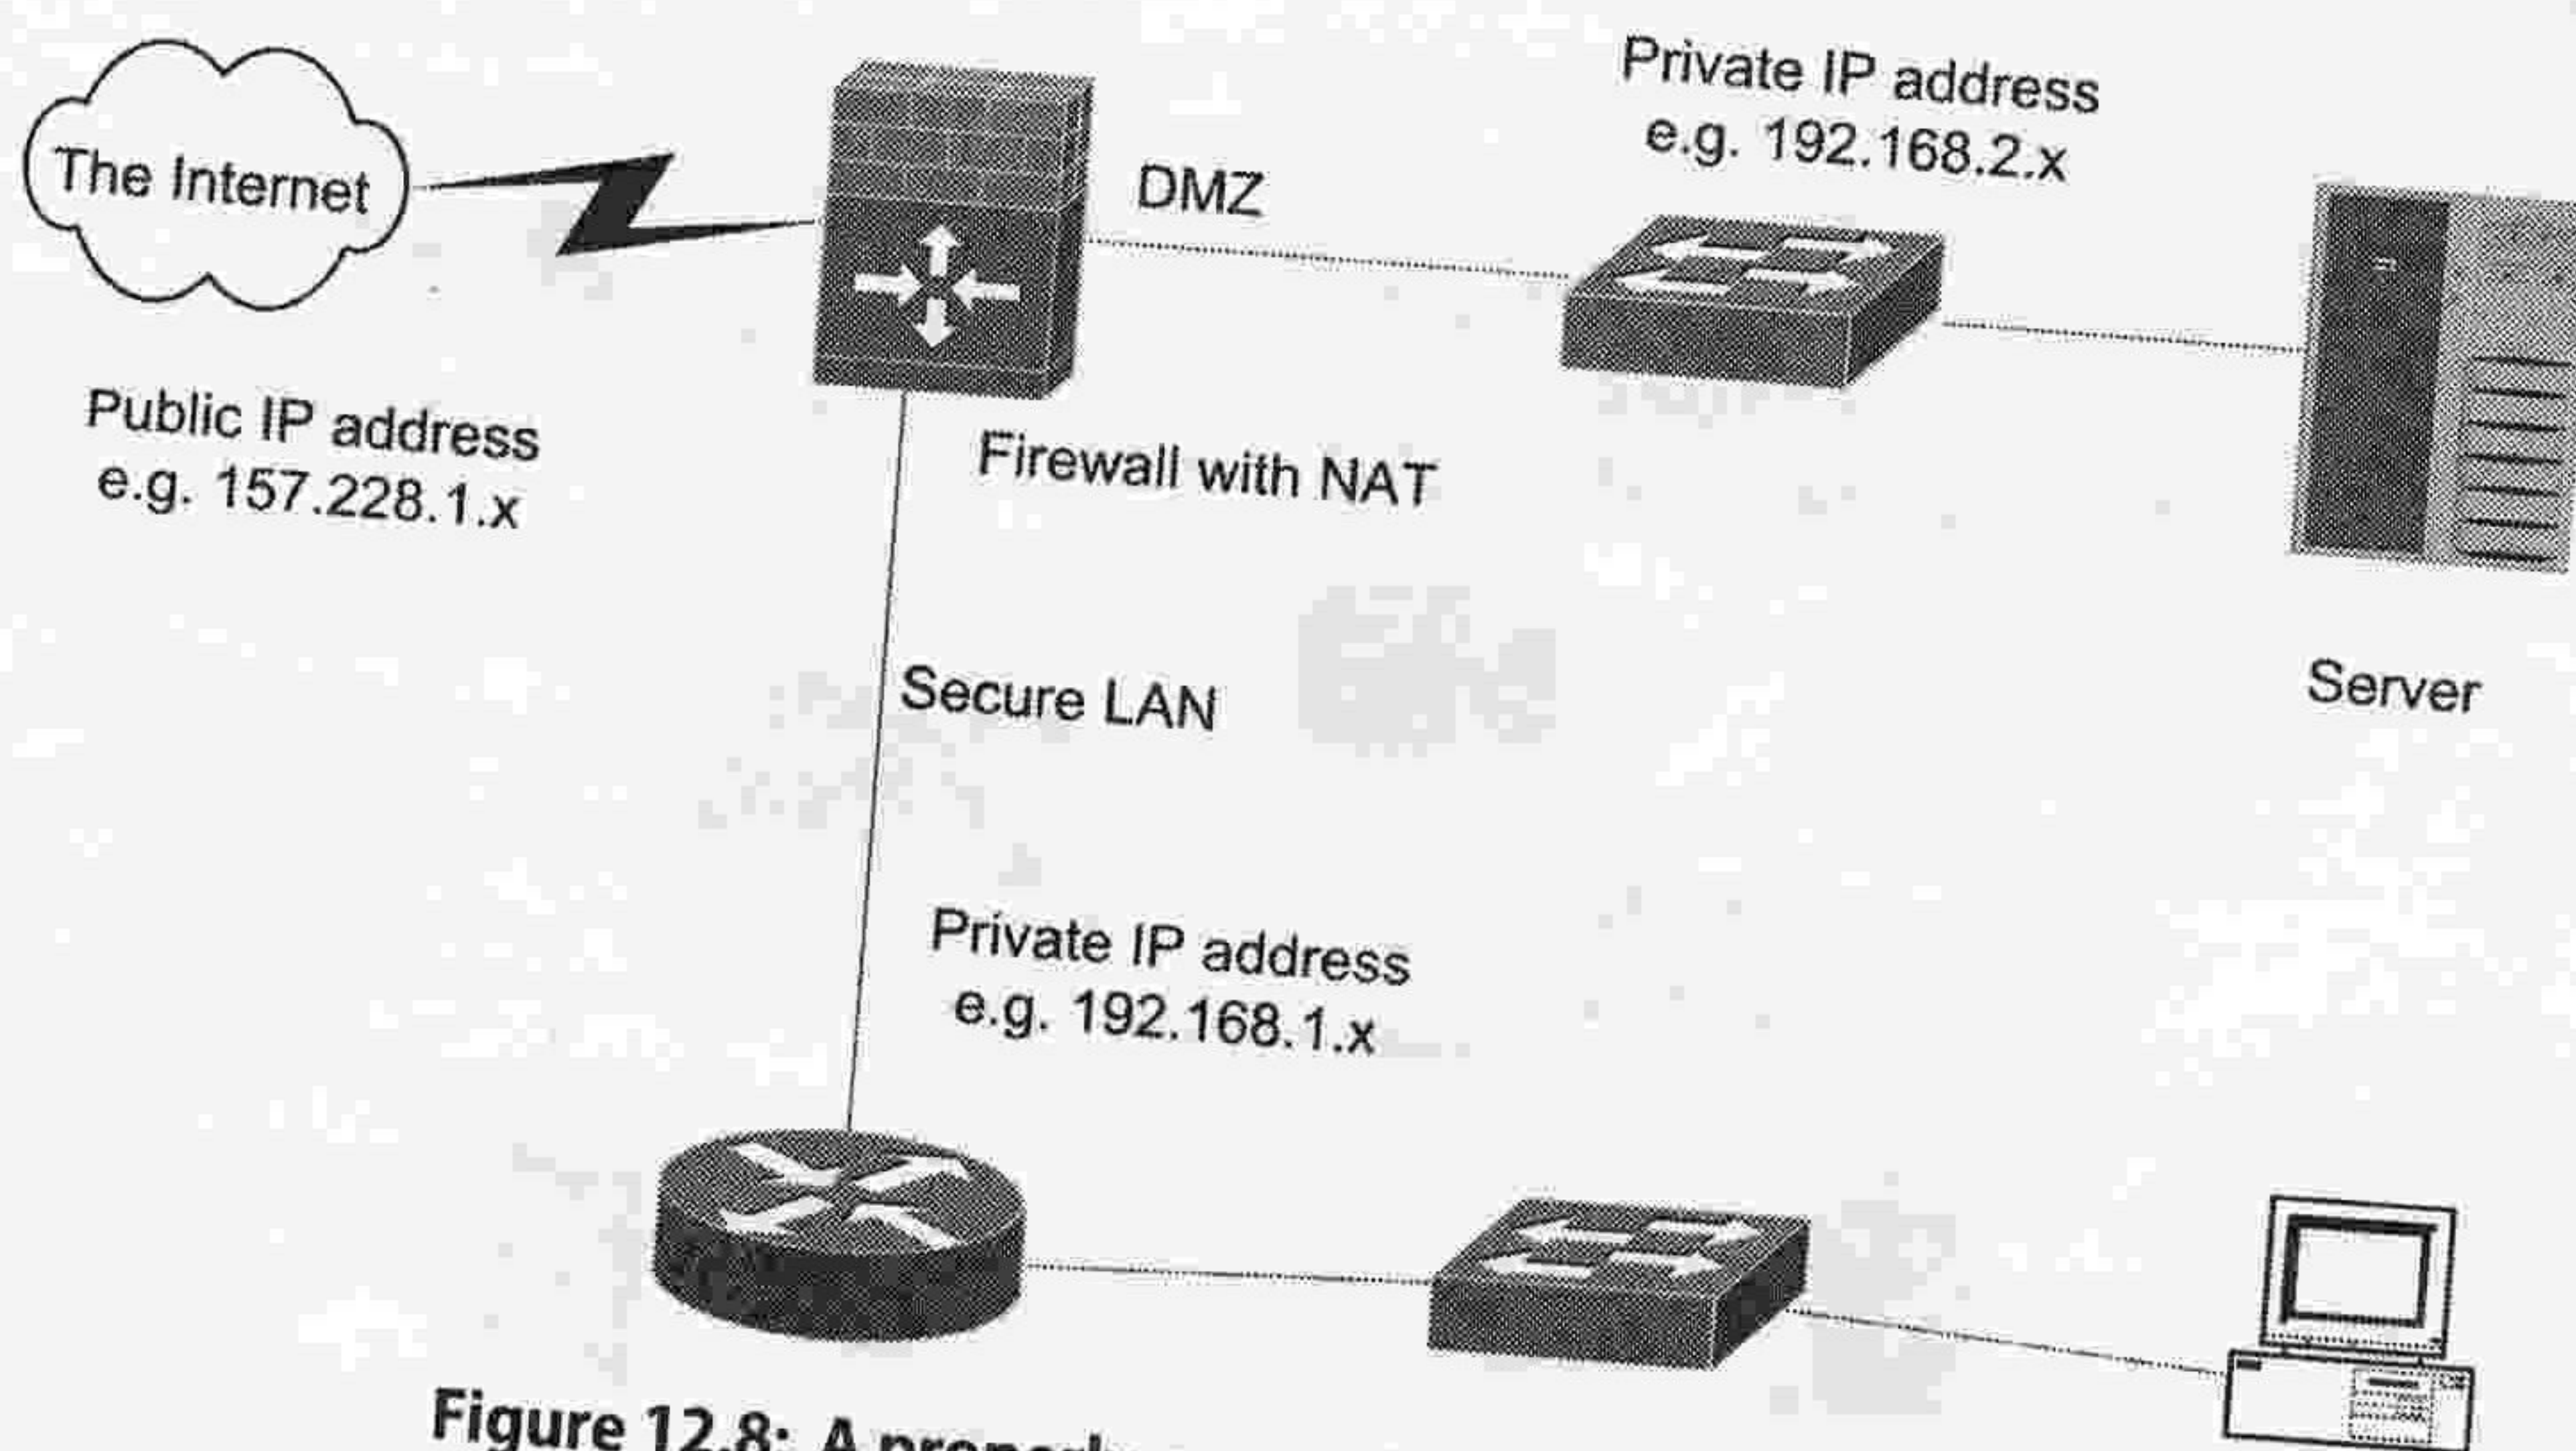 The Internet
Public IP address
e.g. 157.228.1.x
DMZ
Firewall with NAT
Private IP address
e.g. 192.168.2.x
Server
Secure LAN
Private IP address
e.g. 192.168.1.x
Figure 12.8: A